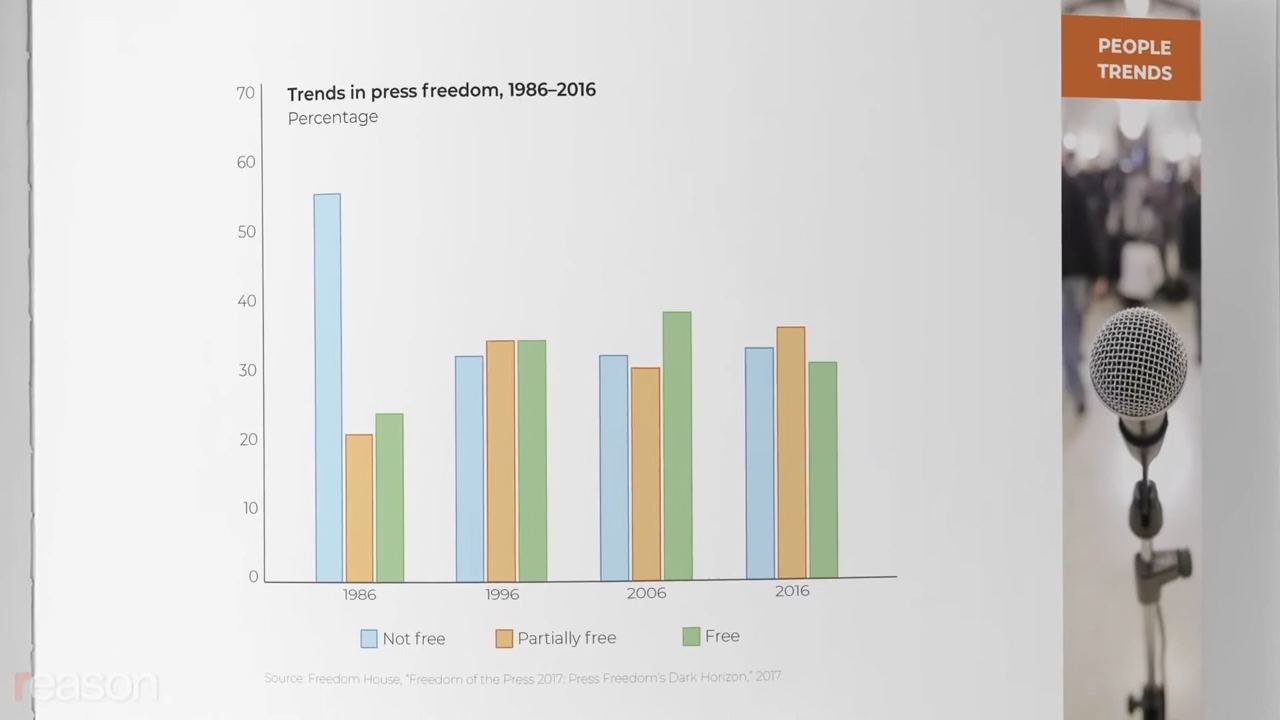 PEOPLE
TRENDS
Trends in press freedom, 1986–2016
Percentage
70
60
50
40
30
20
10
0
1986 1996 2006 2016
Not free Partially free Free
Source: Freedom House, "Freedom of the Press 2017: Press Freedom's Dark Horizon," 2017.
reason